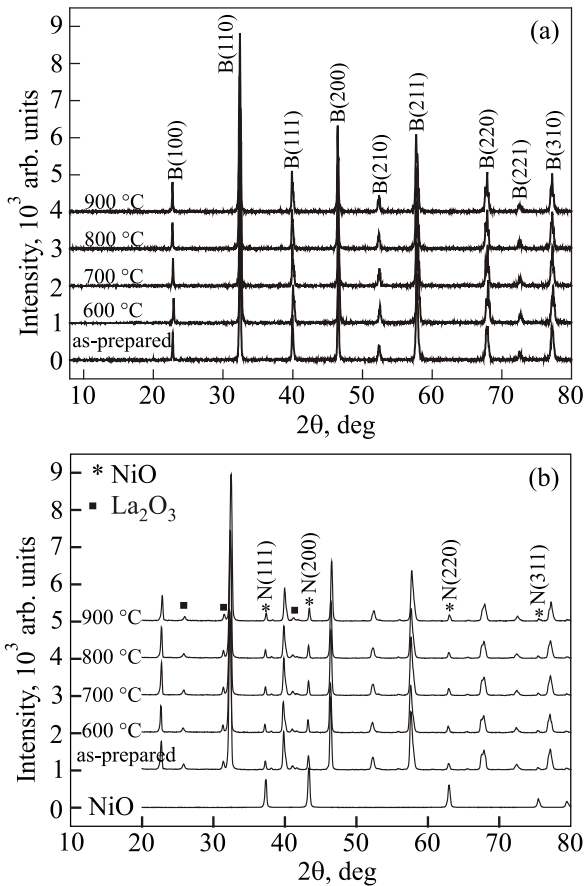 (a)
Intensity, 10³ arb. units
9
8
7
6
5
4
3
2
1
0
B(100)
B(110)
B(111)
B(200)
B(210)
B(211)
B(220)
B(221)
B(310)
900 °C
800 °C
700 °C
600 °C
as-prepared
10 20 30 40 50 60 70 80
2θ, deg
(b)
* NiO
■ La₂O₃
Intensity, 10³ arb. units
9
8
7
6
5
4
3
2
1
0
* N(111)
* N(200)
* N(220)
* N(311)
900 °C
800 °C
700 °C
600 °C
as-prepared
NiO
10 20 30 40 50 60 70 80
2θ, deg